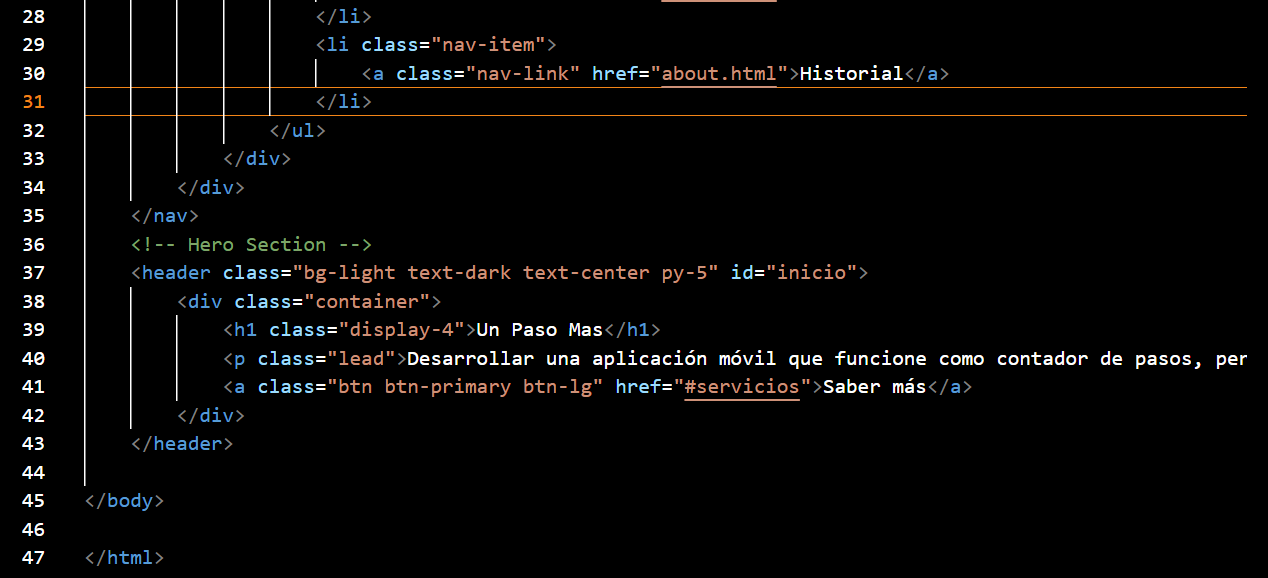 28 </li>
29 <li class="nav-item">
30 <a class="nav-link" href="about.html">Historial</a>
31 </li>
32 </ul>
33 </div>
34 </div>
35 </nav>
36 <!-- Hero Section -->
37 <header class="bg-light text-dark text-center py-5" id="inicio">
38 <div class="container">
39 <h1 class="display-4">Un Paso Mas</h1>
40 <p class="lead">Desarrollar una aplicación móvil que funcione como contador de pasos, per
41 <a class="btn btn-primary btn-lg" href="#servicios">Saber más</a>
42 </div>
43 </header>
44
45 </body>
46
47 </html>